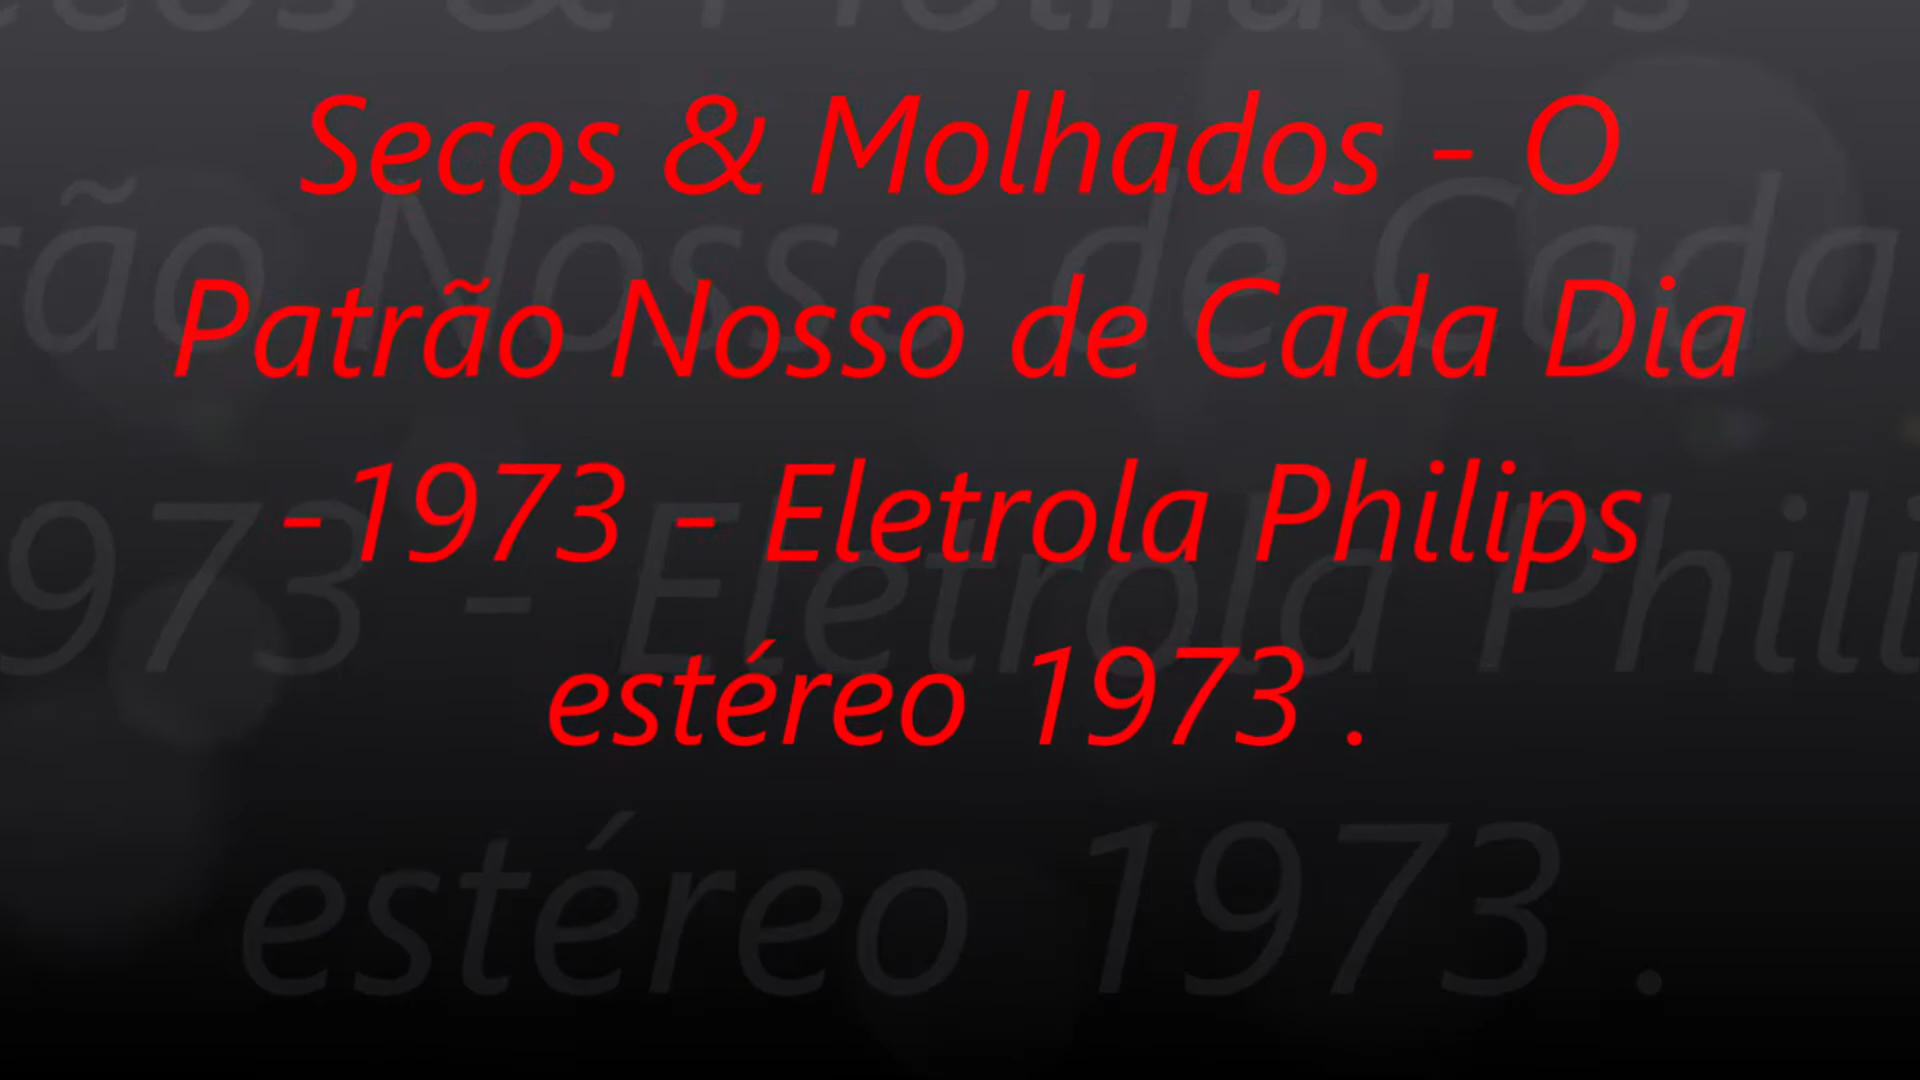 Secos & Molhados - O
Patrão Nosso de Cada Dia
-1973 - Eletrola Philips
estéreo 1973 .